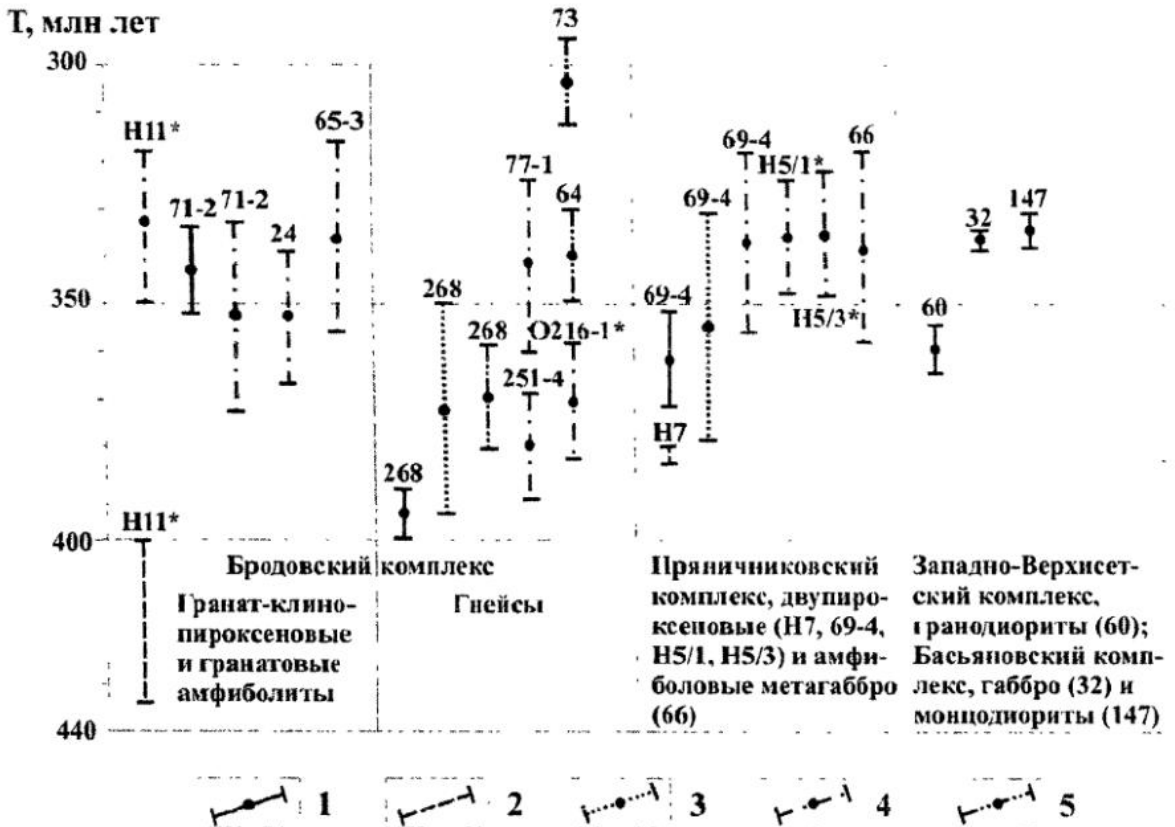 Т, млн лет
73
300
Н11*
65-3
77-1
69-4
66
71-2
71-2
24
64
Н5/1*
69-4
32
147
350
268
268
О216-1*
69-4
Н5/3*
60
251-4
268
Н7
Н11*
400
Бродовский комплекс
Гранат-клино-
пироксеновые
и гранатовые
амфиболиты
Гнейсы
Пряничниковский
комплекс, двупиро-
ксеновые (Н7, 69-4,
Н5/1, Н5/3) и амфи-
боловые метагаббро
(66)
Западно-Верхисет-
ский комплекс,
гранодиориты (60);
Басьяновский комп-
лекс, габбро (32) и
монцодиориты (147)
440
1
2
3
4
5